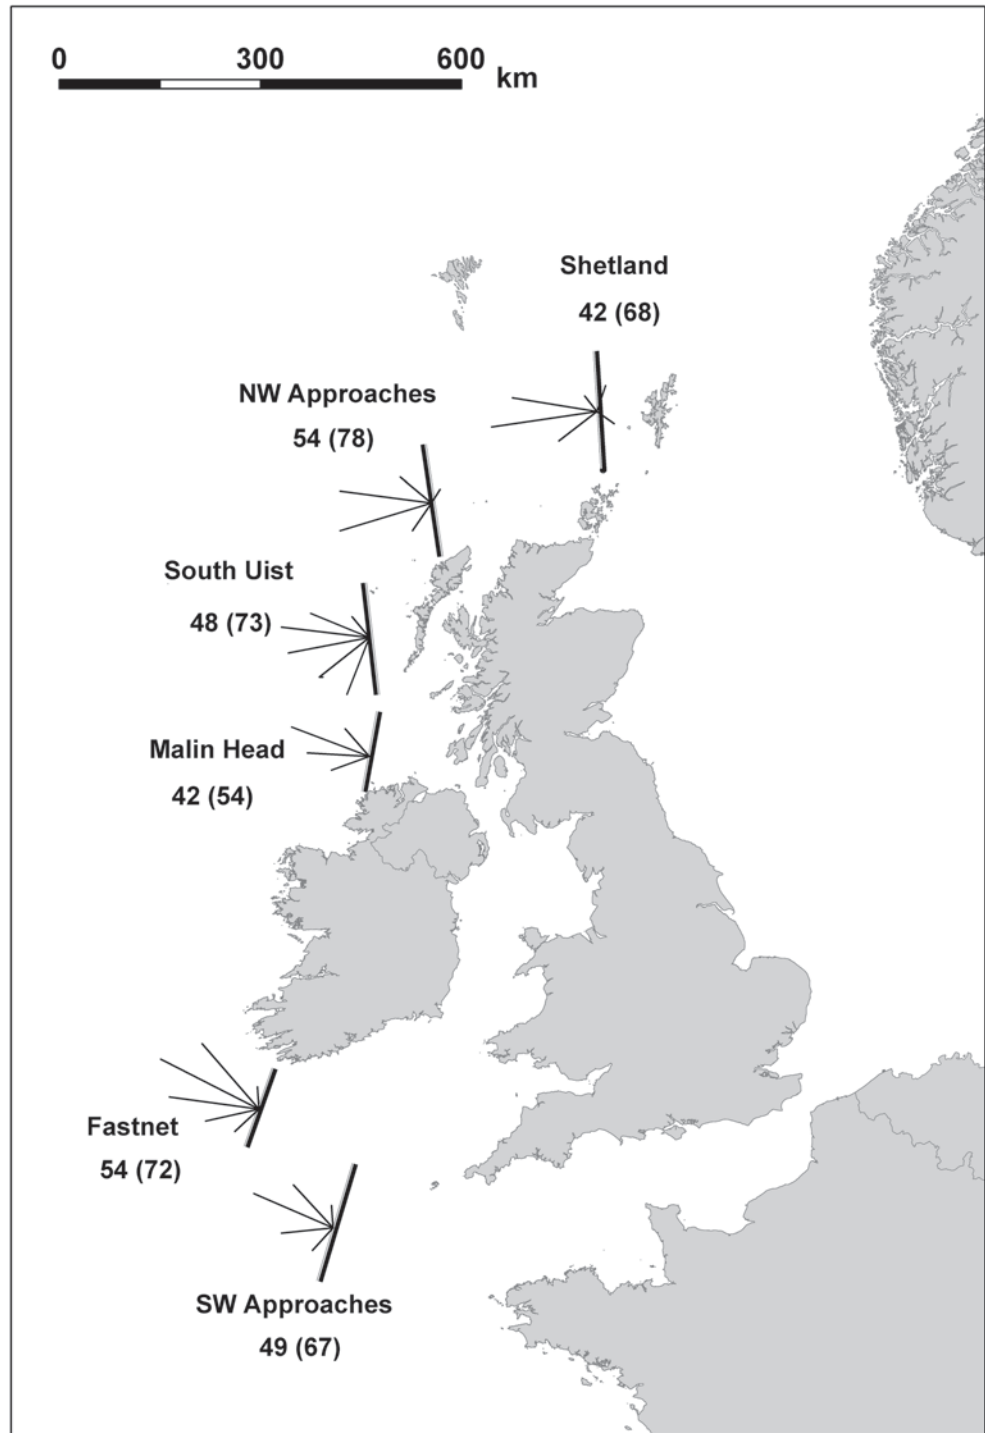 0 300 600 km
Shetland
42 (68)
NW Approaches
54 (78)
South Uist
48 (73)
Malin Head
42 (54)
Fastnet
54 (72)
SW Approaches
49 (67)